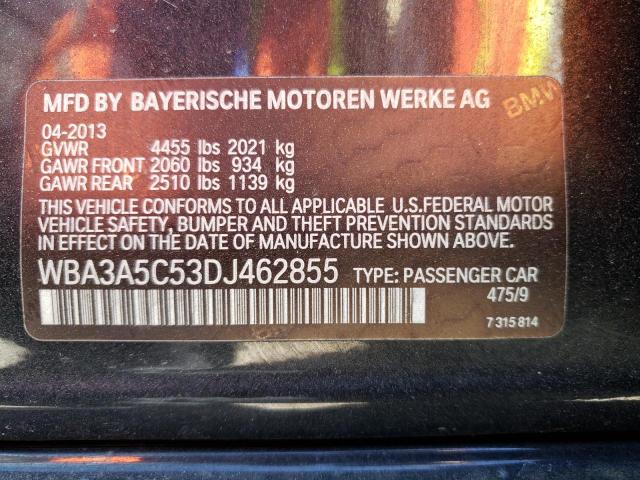 MFD BY BAYERISCHE MOTOREN WERKE AG
BMW
04-2013
GVWR 4455 lbs 2021 kg
GAWR FRONT 2060 lbs 934 kg
GAWR REAR 2510 lbs 1139 kg
THIS VEHICLE CONFORMS TO ALL APPLICABLE U.S.FEDERAL MOTOR
VEHICLE SAFETY, BUMPER AND THEFT PREVENTION STANDARDS
IN EFFECT ON THE DATE OF MANUFACTURE SHOWN ABOVE.
WBA3A5C53DJ462855 TYPE: PASSENGER CAR
475/9
7 315 814